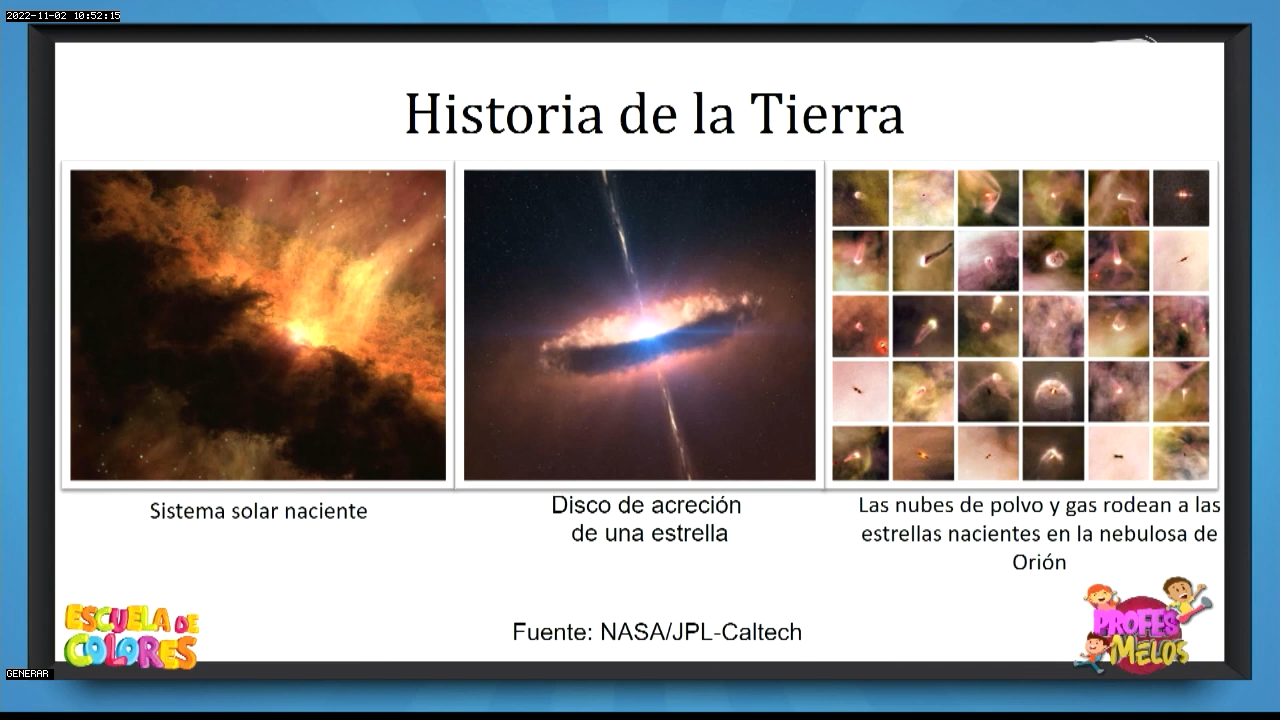 2022-11-02 10:52:15
Historia de la Tierra
Sistema solar naciente
Disco de acreción
de una estrella
Las nubes de polvo y gas rodean a las
estrellas nacientes en la nebulosa de
Orión
ESCUELA DE
COLORES
Fuente: NASA/JPL-Caltech
PROFES
MELOS
GENERAR